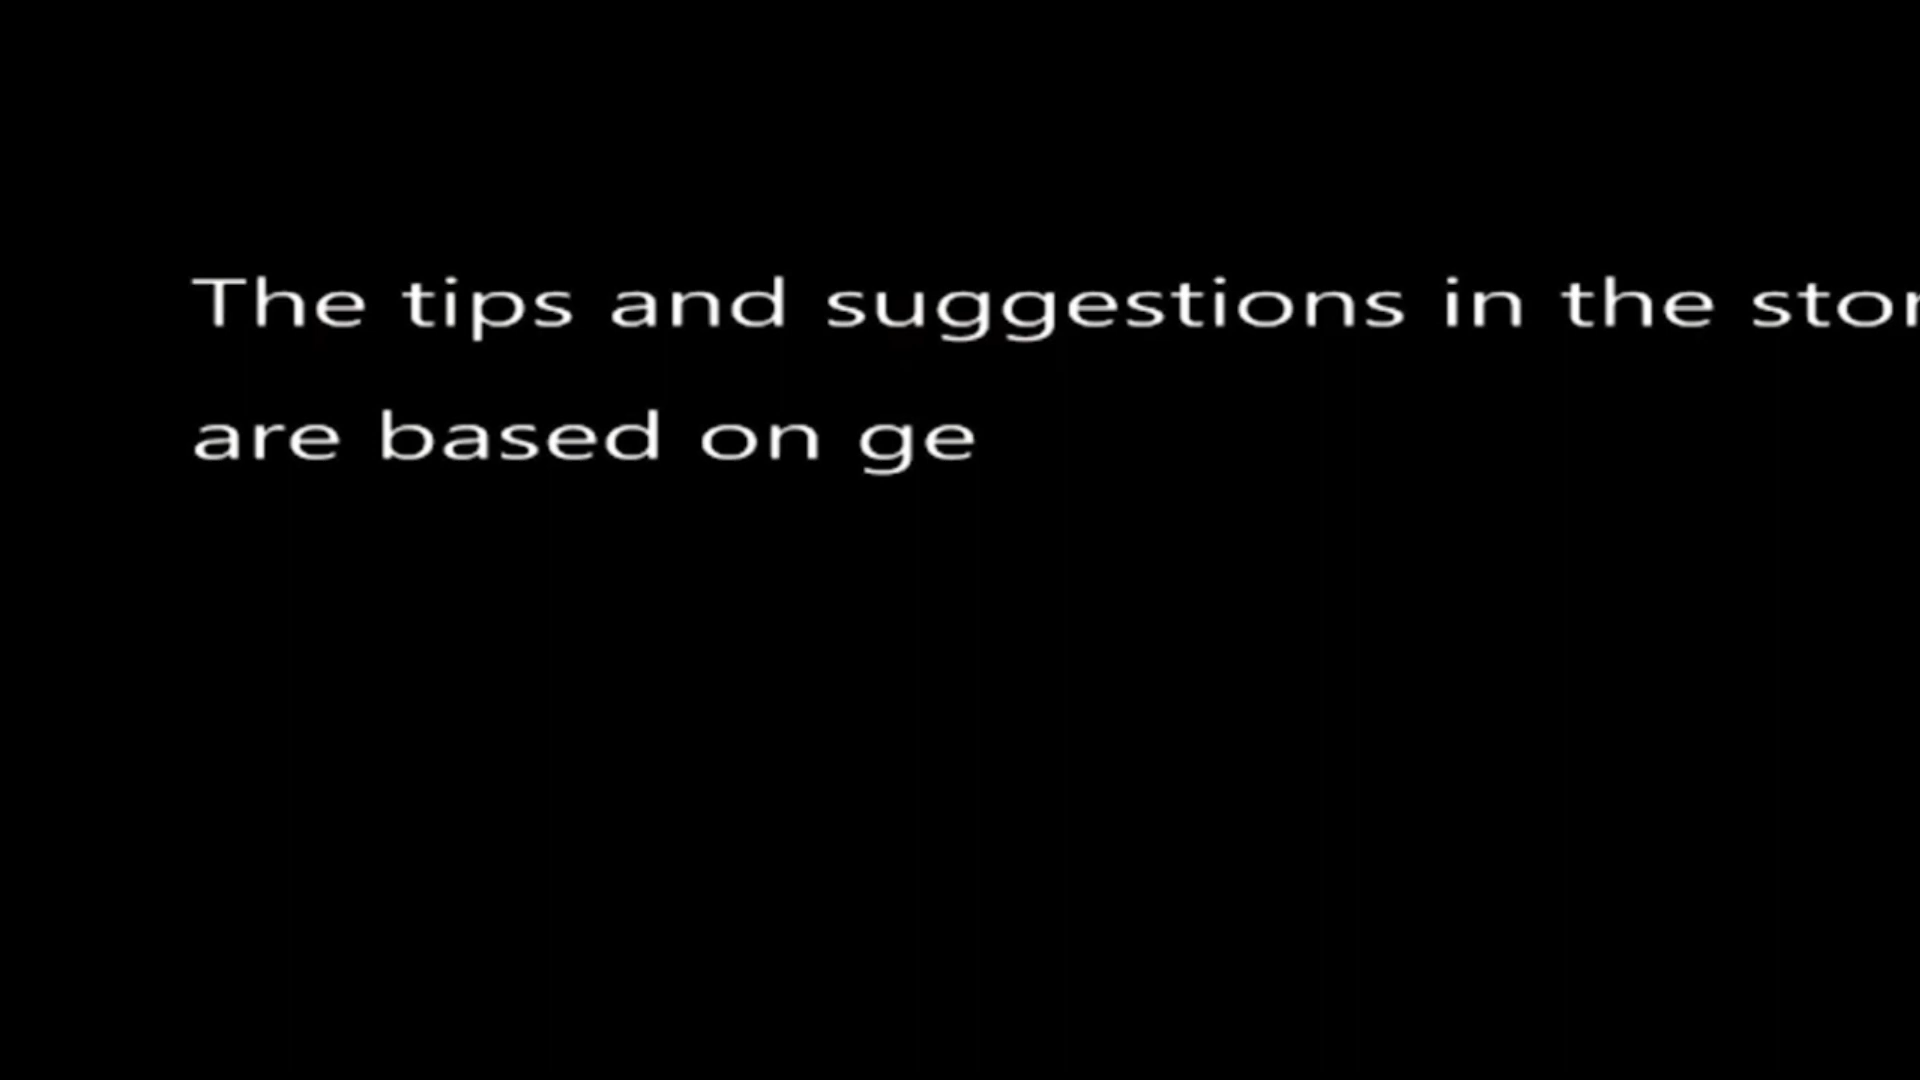 The tips and suggestions in the stor
are based on ge